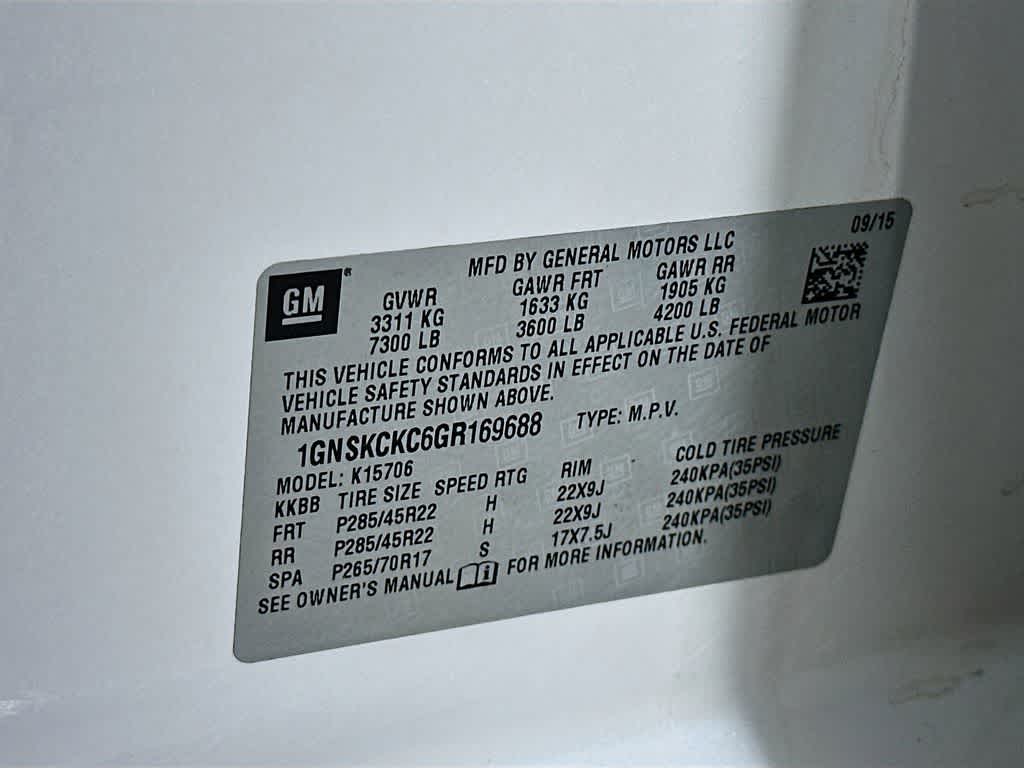 GM®
09/15
MFD BY GENERAL MOTORS LLC
GVWR GAWR FRT GAWR RR
3311 KG 1633 KG 1905 KG
7300 LB 3600 LB 4200 LB
THIS VEHICLE CONFORMS TO ALL APPLICABLE U.S. FEDERAL MOTOR
VEHICLE SAFETY STANDARDS IN EFFECT ON THE DATE OF
MANUFACTURE SHOWN ABOVE.
1GNSKCKC6GR169688 TYPE: M.P.V.
MODEL: K15706
KKBB TIRE SIZE SPEED RTG RIM COLD TIRE PRESSURE
FRT P285/45R22 H 22X9J 240KPA(35PSI)
RR P285/45R22 H 22X9J 240KPA(35PSI)
SPA P265/70R17 S 17X7.5J 240KPA(35PSI)
SEE OWNER'S MANUAL FOR MORE INFORMATION.